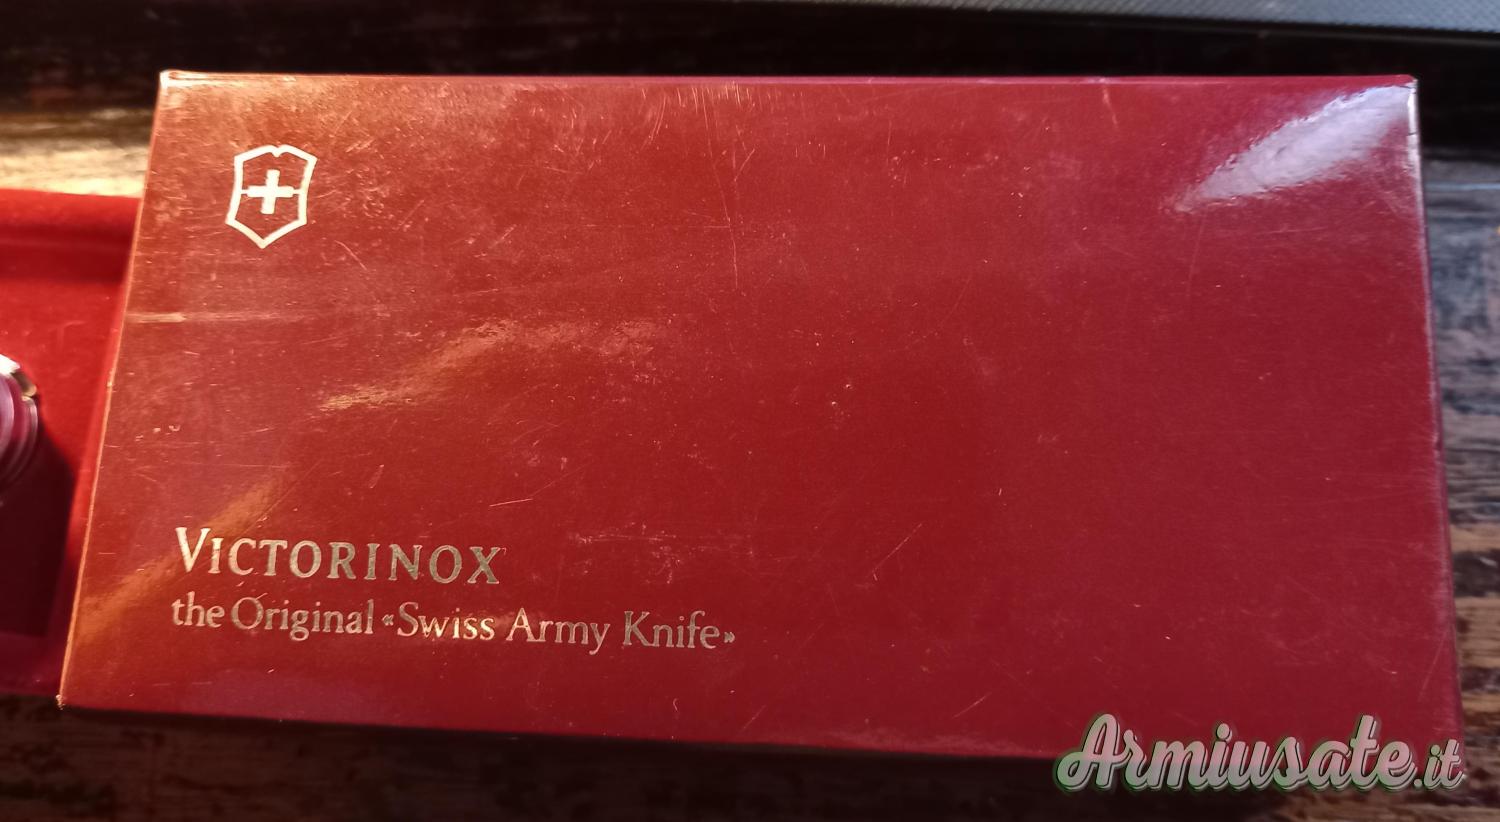 VICTORINOX
the Original «Swiss Army Knife»
Armiusate.it